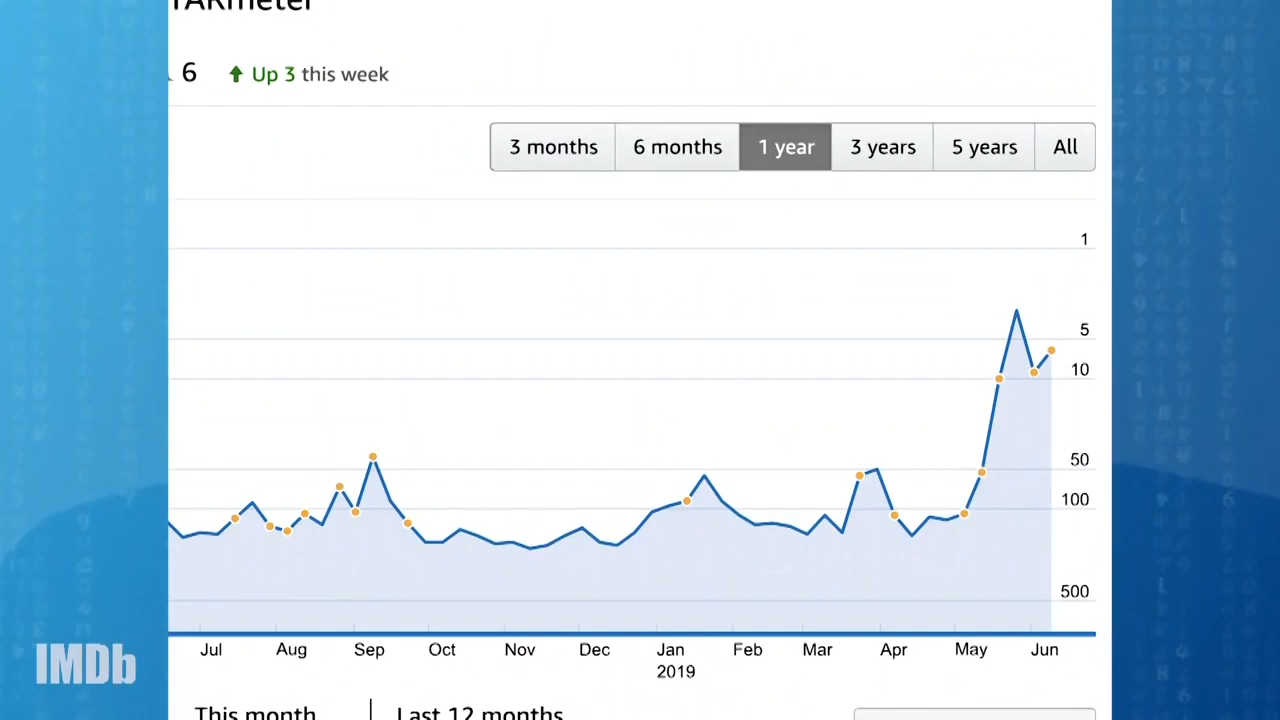 6 Up 3 this week
3 months 6 months 1 year 3 years 5 years All
1
5
10
50
100
500
Jul Aug Sep Oct Nov Dec Jan Feb Mar Apr May Jun
2019
IMDb
This month Last 12 months